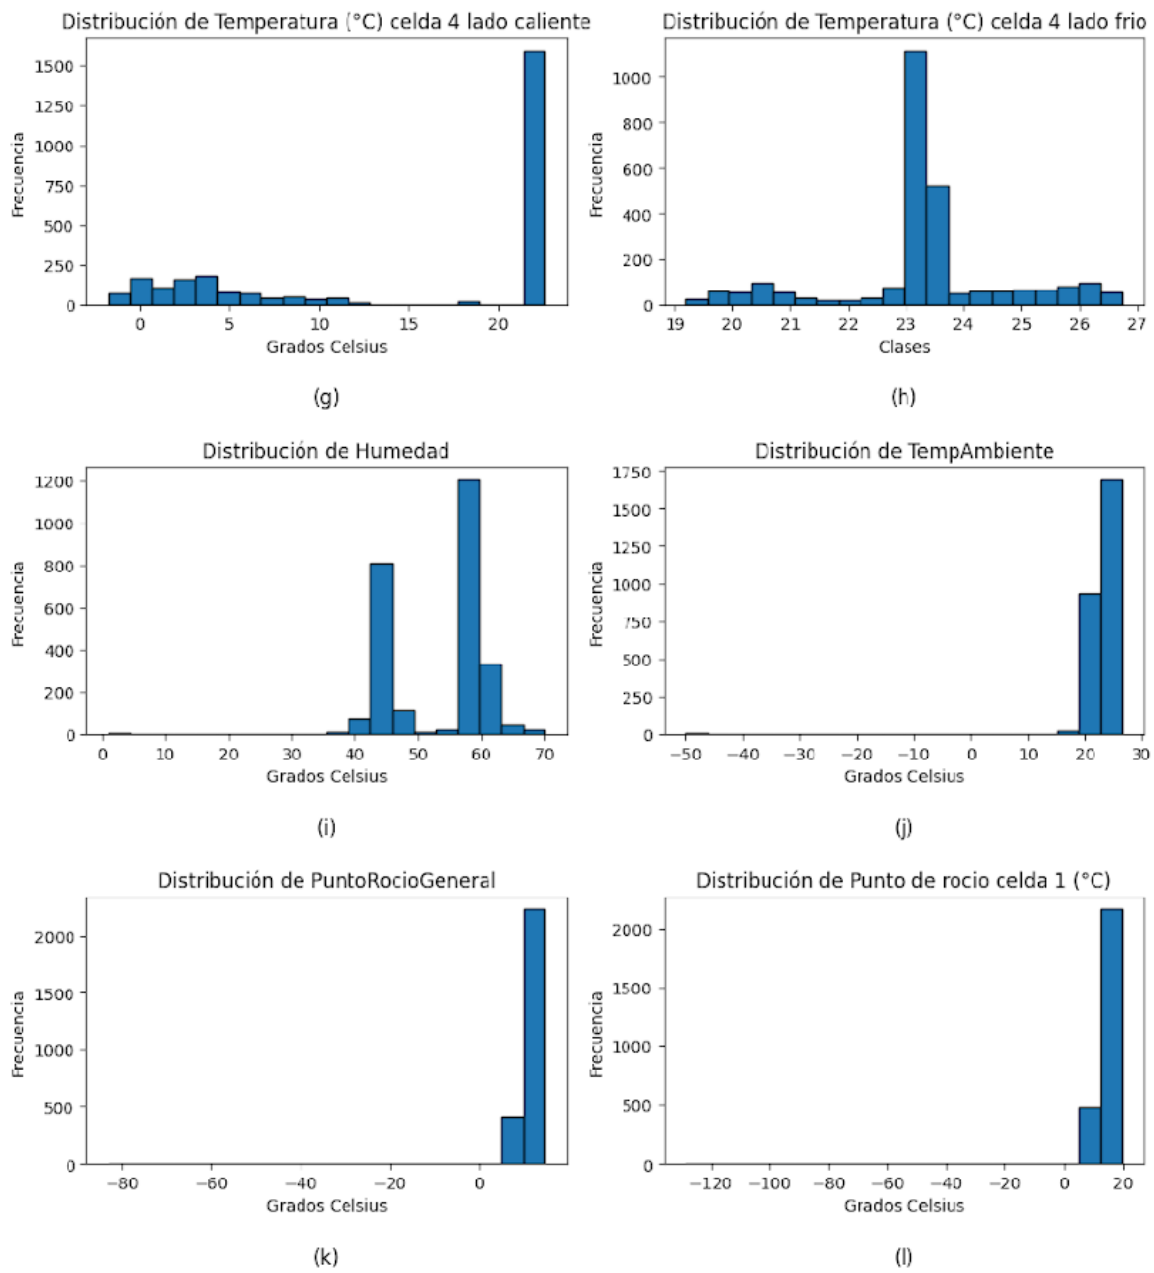 Distribución de Temperatura (°C) celda 4 lado caliente
Frecuencia
1500
1250
1000
750
500
250
0
0 5 10 15 20
Grados Celsius
(g)
Distribución de Temperatura (°C) celda 4 lado frio
Frecuencia
1000
800
600
400
200
0
19 20 21 22 23 24 25 26 27
Clases
(h)
Distribución de Humedad
Frecuencia
1200
1000
800
600
400
200
0
0 10 20 30 40 50 60 70
Grados Celsius
(i)
Distribución de TempAmbiente
Frecuencia
1750
1500
1250
1000
750
500
250
0
−50 −40 −30 −20 −10 0 10 20 30
Grados Celsius
(j)
Distribución de PuntoRocioGeneral
Frecuencia
2000
1500
1000
500
0
−80 −60 −40 −20 0
Grados Celsius
(k)
Distribución de Punto de rocio celda 1 (°C)
Frecuencia
2000
1500
1000
500
0
−120 −100 −80 −60 −40 −20 0 20
Grados Celsius
(l)